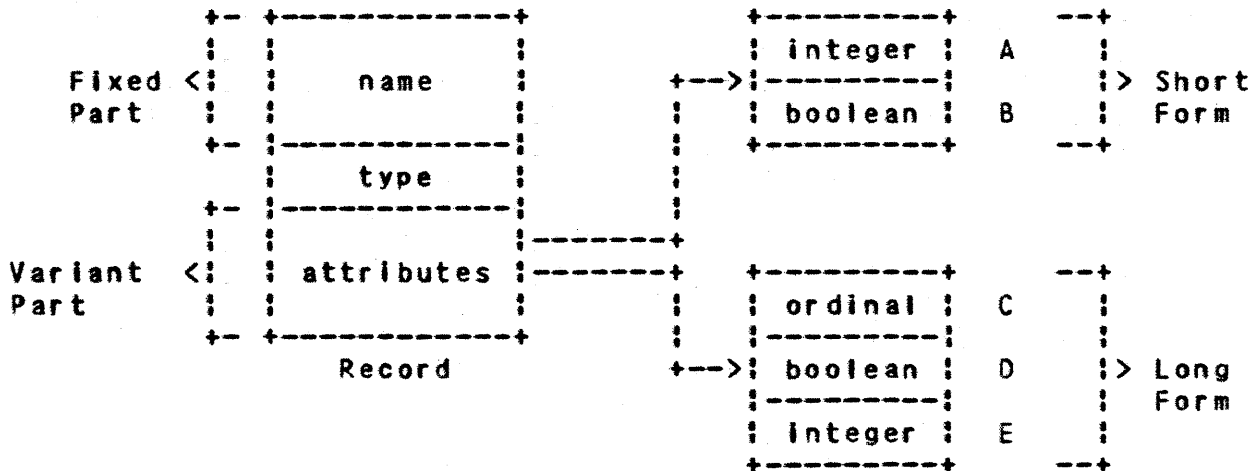 +- +-------------+ +---------+ --+
: : : : integer : A :
Fixed <: : name : +-->:---------: :> Short
Part : : : : : boolean : B : Form
+- :-------------: : +---------+ --+
: type : :
+- :-------------: :
: : :--------+
Variant <: : attributes :--------+ +---------+ --+
Part : : : : : ordinal : C :
+- +-------------+ : :---------: :
Record +-->: boolean : D :> Long
:---------: : Form
: integer : E :
+---------+ --+